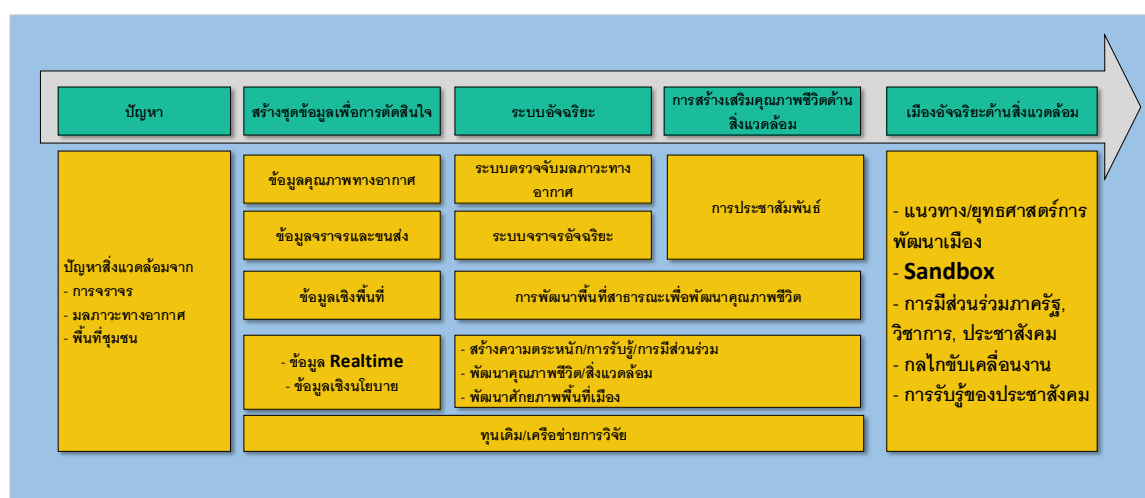 ปัญหา
สร้างชุดข้อมูลเพื่อการตัดสินใจ
ระบบอัจฉริยะ
การสร้างเสริมคุณภาพชีวิตด้าน
สิ่งแวดล้อม
เมืองอัจฉริยะด้านสิ่งแวดล้อม
ปัญหาสิ่งแวดล้อมจาก
- การจราจร
- มลภาวะทางอากาศ
- พื้นที่ชุมชน
ข้อมูลคุณภาพทางอากาศ
ระบบตรวจจับมลภาวะทาง
อากาศ
การประชาสัมพันธ์
ข้อมูลจราจรและขนส่ง
ระบบจราจรอัจฉริยะ
ข้อมูลเชิงพื้นที่
การพัฒนาพื้นที่สาธารณะเพื่อพัฒนาคุณภาพชีวิต
- ข้อมูล Realtime
- ข้อมูลเชิงนโยบาย
- สร้างความตระหนัก/การรับรู้/การมีส่วนร่วม
- พัฒนาคุณภาพชีวิต/สิ่งแวดล้อม
- พัฒนาศักยภาพพื้นที่เมือง
ทุนเดิม/เครือข่ายการวิจัย
- แนวทาง/ยุทธศาสตร์การ
พัฒนาเมือง
- Sandbox
- การมีส่วนร่วมภาครัฐ,
วิชาการ, ประชาสังคม
- กลไกขับเคลื่อนงาน
- การรับรู้ของประชาสังคม